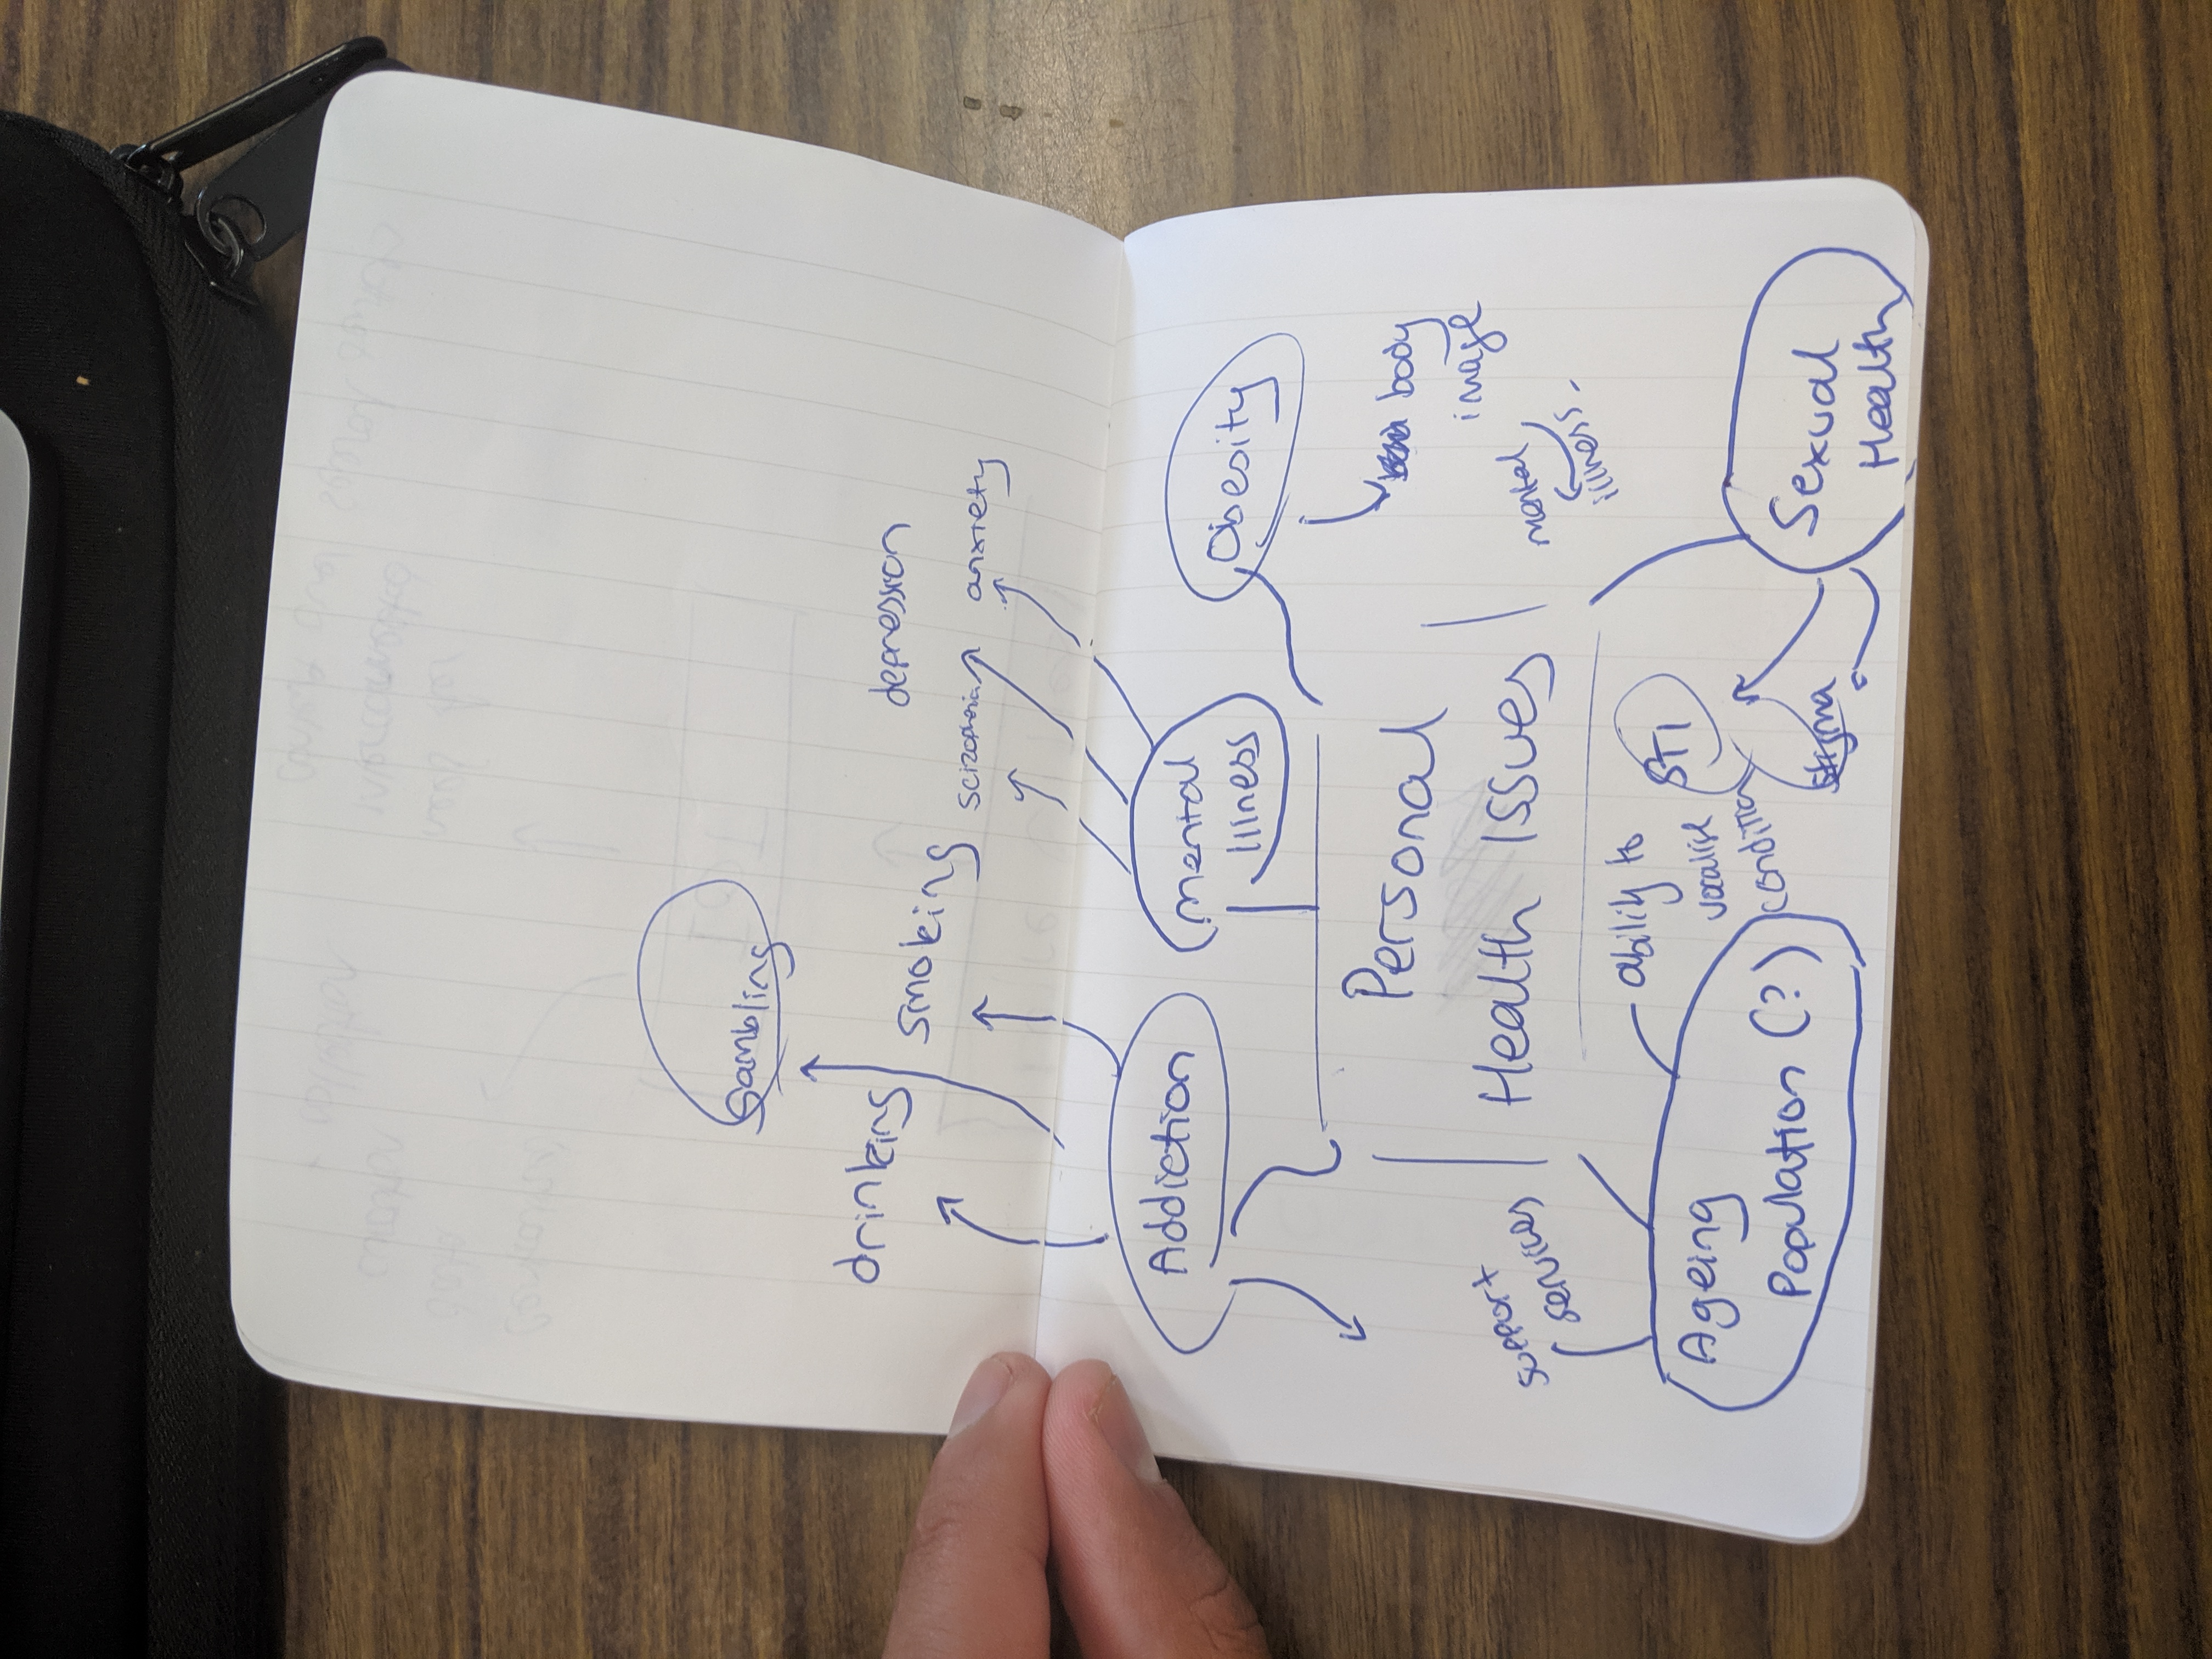 Gambling
drinking
smoking
depression
scizophenia
anxiety
Addiction
Mental
Illness
Obesity
Personal
Health Issues
body
image
mental
illness
support
services
ability to
vocalise
condition
STI
stigma
Ageing
Population (?)
Sexual
Health